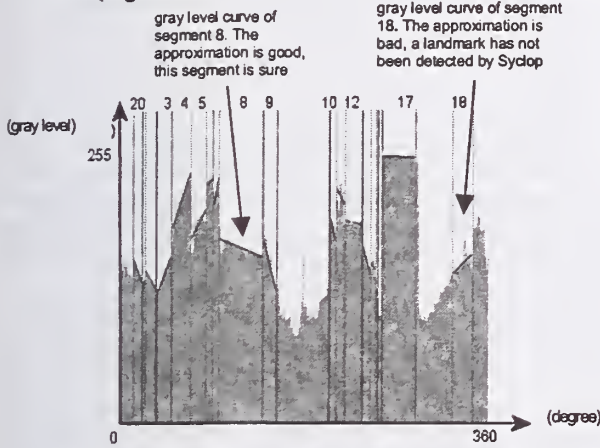 gray level curve of
segment 8. The
approximation is good,
this segment is sure
gray level curve of segment
18. The approximation is
bad, a landmark has not
been detected by Syclop
20 3 4 5 8 9 10 12 17 18
(gray level)
255
(degree)
0 360